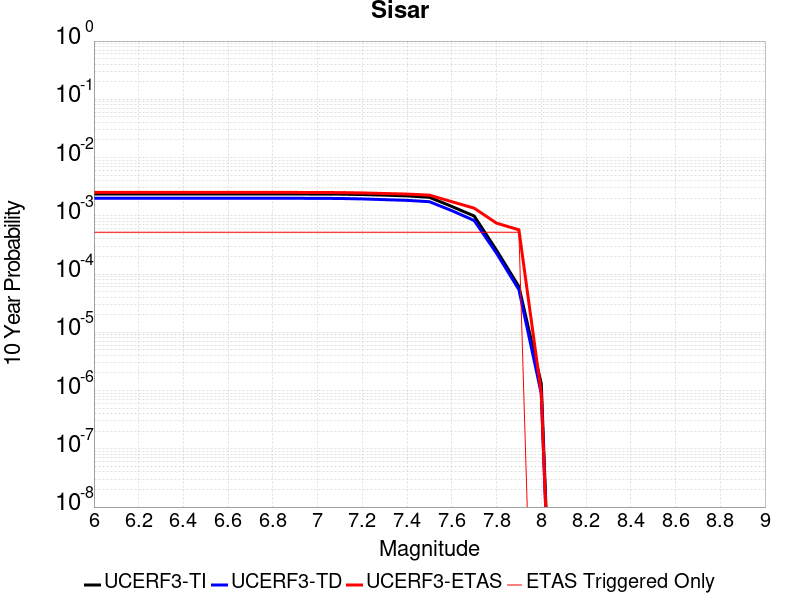 Sisar
10^0
10^-1
10^-2
10^-3
10^-4
10^-5
10^-6
10^-7
10^-8
10 Year Probability
6 6.2 6.4 6.6 6.8 7 7.2 7.4 7.6 7.8 8 8.2 8.4 8.6 8.8 9
Magnitude
UCERF3-TI UCERF3-TD UCERF3-ETAS ETAS Triggered Only